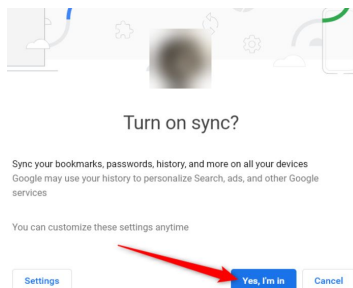 Turn on sync?
Sync your bookmarks, passwords, history, and more on all your devices
Google may use your history to personalize Search, ads, and other Google
services
You can customize these settings anytime
Settings
Yes, I'm in
Cancel